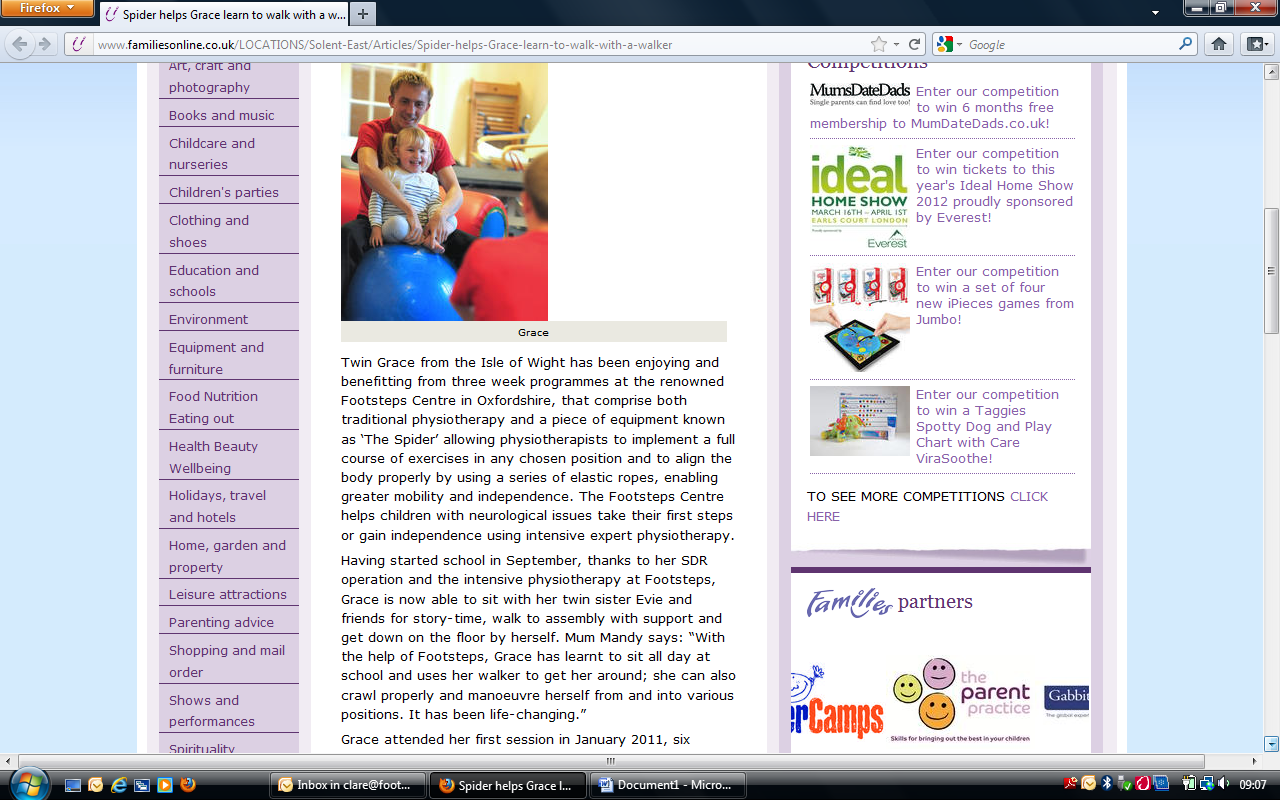 Firefox
Spider helps Grace learn to walk with a w...
www.familiesonline.co.uk/LOCATIONS/Solent-East/Articles/Spider-helps-Grace-learn-to-walk-with-a-walker
Google
Art, craft and
photography
Books and music
Childcare and
nurseries
Children's parties
Clothing and
shoes
Education and
schools
Environment
Equipment and
furniture
Food Nutrition
Eating out
Health Beauty
Wellbeing
Holidays, travel
and hotels
Home, garden and
property
Leisure attractions
Parenting advice
Shopping and mail
order
Shows and
performances
Spirituality
Grace
Twin Grace from the Isle of Wight has been enjoying and
benefitting from three week programmes at the renowned
Footsteps Centre in Oxfordshire, that comprise both
traditional physiotherapy and a piece of equipment known
as ‘The Spider’ allowing physiotherapists to implement a full
course of exercises in any chosen position and to align the
body properly by using a series of elastic ropes, enabling
greater mobility and independence. The Footsteps Centre
helps children with neurological issues take their first steps
or gain independence using intensive expert physiotherapy.
Having started school in September, thanks to her SDR
operation and the intensive physiotherapy at Footsteps,
Grace is now able to sit with her twin sister Evie and
friends for story-time, walk to assembly with support and
get down on the floor by herself. Mum Mandy says: “With
the help of Footsteps, Grace has learnt to sit all day at
school and uses her walker to get her around; she can also
crawl properly and manoeuvre herself from and into various
positions. It has been life-changing.”
Grace attended her first session in January 2011, six
Competitions
MumsDateDads
Single parents can find love too!
Enter our competition
to win 6 months free
membership to MumDateDads.co.uk!
ideal
HOME SHOW
MARCH 16TH - APRIL 1ST
EARLS COURT LONDON
Everest
Enter our competition
to win tickets to this
year's Ideal Home Show
2012 proudly sponsored
by Everest!
Enter our competition
to win a set of four
new iPieces games from
Jumbo!
Enter our competition
to win a Taggies
Spotty Dog and Play
Chart with Care
ViraSoothe!
TO SEE MORE COMPETITIONS CLICK
HERE
Families partners
erCamps
the
parent
practice
Skills for bringing out the best in your children
Gabbit
The global exper
Inbox in clare@foot...
Spider helps Grace l...
Document1 - Micro...
09:07